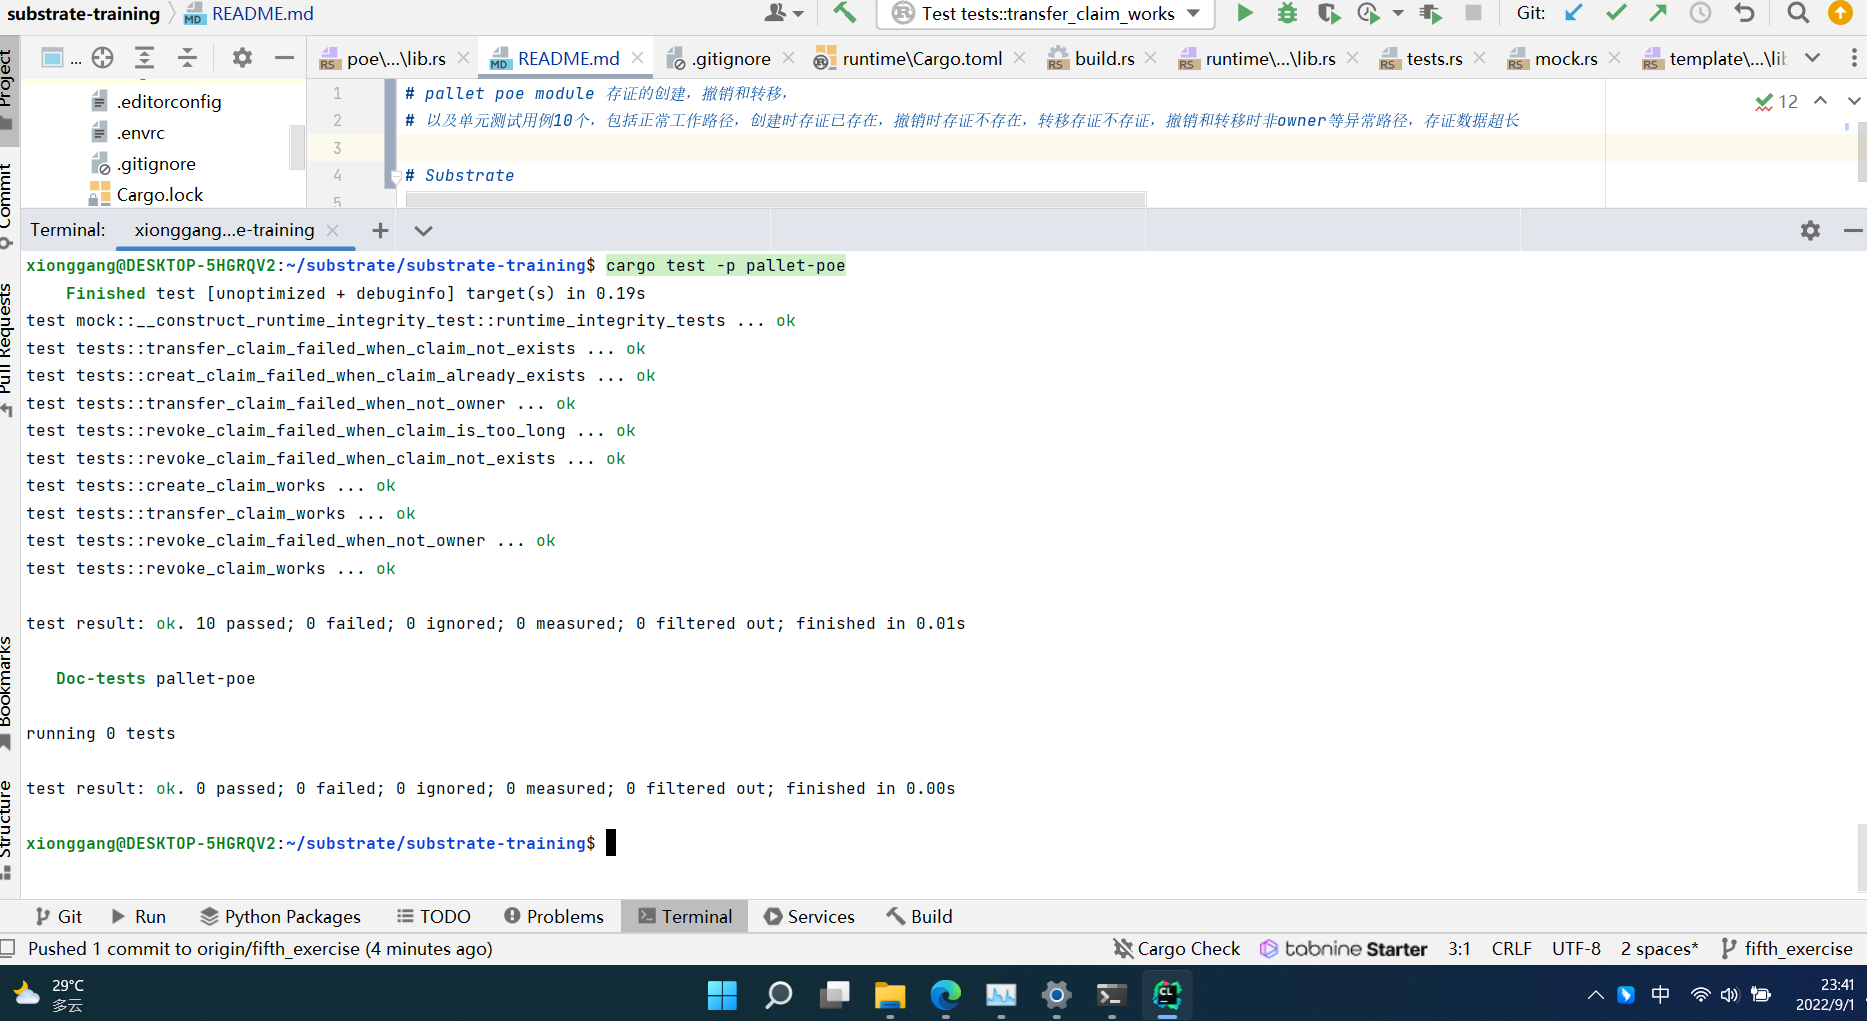 substrate-training README.md
Test tests::transfer_claim_works
Git:
Project
...
poe\...\lib.rs
README.md
.gitignore
runtime\Cargo.toml
build.rs
runtime\...\lib.rs
tests.rs
mock.rs
template\...\lib
.editorconfig
.envrc
.gitignore
Cargo.lock
1 # pallet poe module 存证的创建，撤销和转移，
2 # 以及单元测试用例10个，包括正常工作路径，创建时存证已存在，撤销时存证不存在，转移存证不存证，撤销和转移时非owner等异常路径，存证数据超长
3
4 # Substrate
5
12
Commit
Pull Requests
Bookmarks
Structure
Terminal: xionggang...e-training
xionggang@DESKTOP-5HGRQV2:~/substrate/substrate-training$ cargo test -p pallet-poe
Finished test [unoptimized + debuginfo] target(s) in 0.19s
test mock::__construct_runtime_integrity_test::runtime_integrity_tests ... ok
test tests::transfer_claim_failed_when_claim_not_exists ... ok
test tests::creat_claim_failed_when_claim_already_exists ... ok
test tests::transfer_claim_failed_when_not_owner ... ok
test tests::revoke_claim_failed_when_claim_is_too_long ... ok
test tests::revoke_claim_failed_when_claim_not_exists ... ok
test tests::create_claim_works ... ok
test tests::transfer_claim_works ... ok
test tests::revoke_claim_failed_when_not_owner ... ok
test tests::revoke_claim_works ... ok
test result: ok. 10 passed; 0 failed; 0 ignored; 0 measured; 0 filtered out; finished in 0.01s
Doc-tests pallet-poe
running 0 tests
test result: ok. 0 passed; 0 failed; 0 ignored; 0 measured; 0 filtered out; finished in 0.00s
xionggang@DESKTOP-5HGRQV2:~/substrate/substrate-training$
Git Run Python Packages TODO Problems Terminal Services Build
Pushed 1 commit to origin/fifth_exercise (4 minutes ago)
Cargo Check tabnine Starter 3:1 CRLF UTF-8 2 spaces* fifth_exercise
29°C
多云
中
23:41
2022/9/1